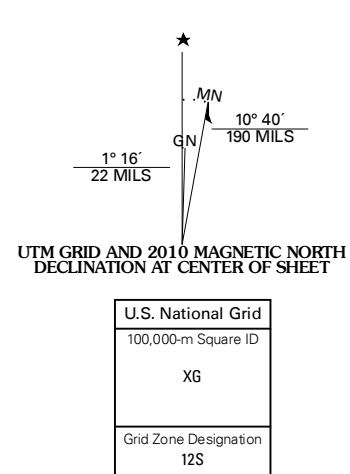 ★
MN
10° 40´
190 MILS
GN
1° 16´
22 MILS
UTM GRID AND 2010 MAGNETIC NORTH
DECLINATION AT CENTER OF SHEET
U.S. National Grid
100,000-m Square ID
XG
Grid Zone Designation
12S